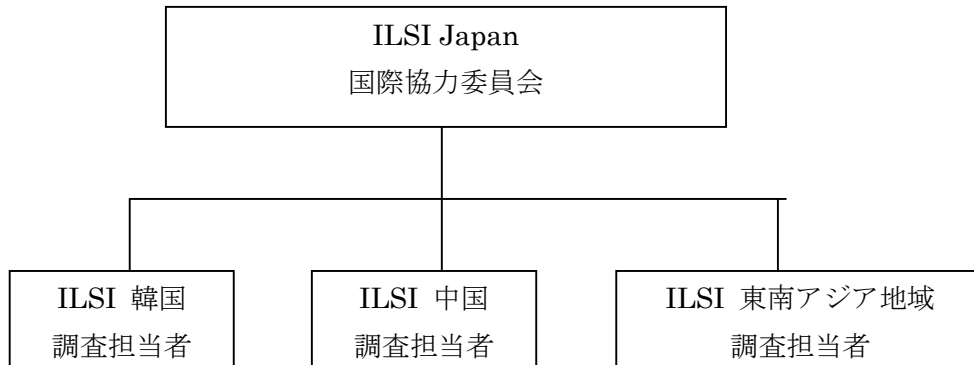 ILSI Japan
国際協力委員会
ILSI 韓国
調査担当者
ILSI 中国
調査担当者
ILSI 東南アジア地域
調査担当者